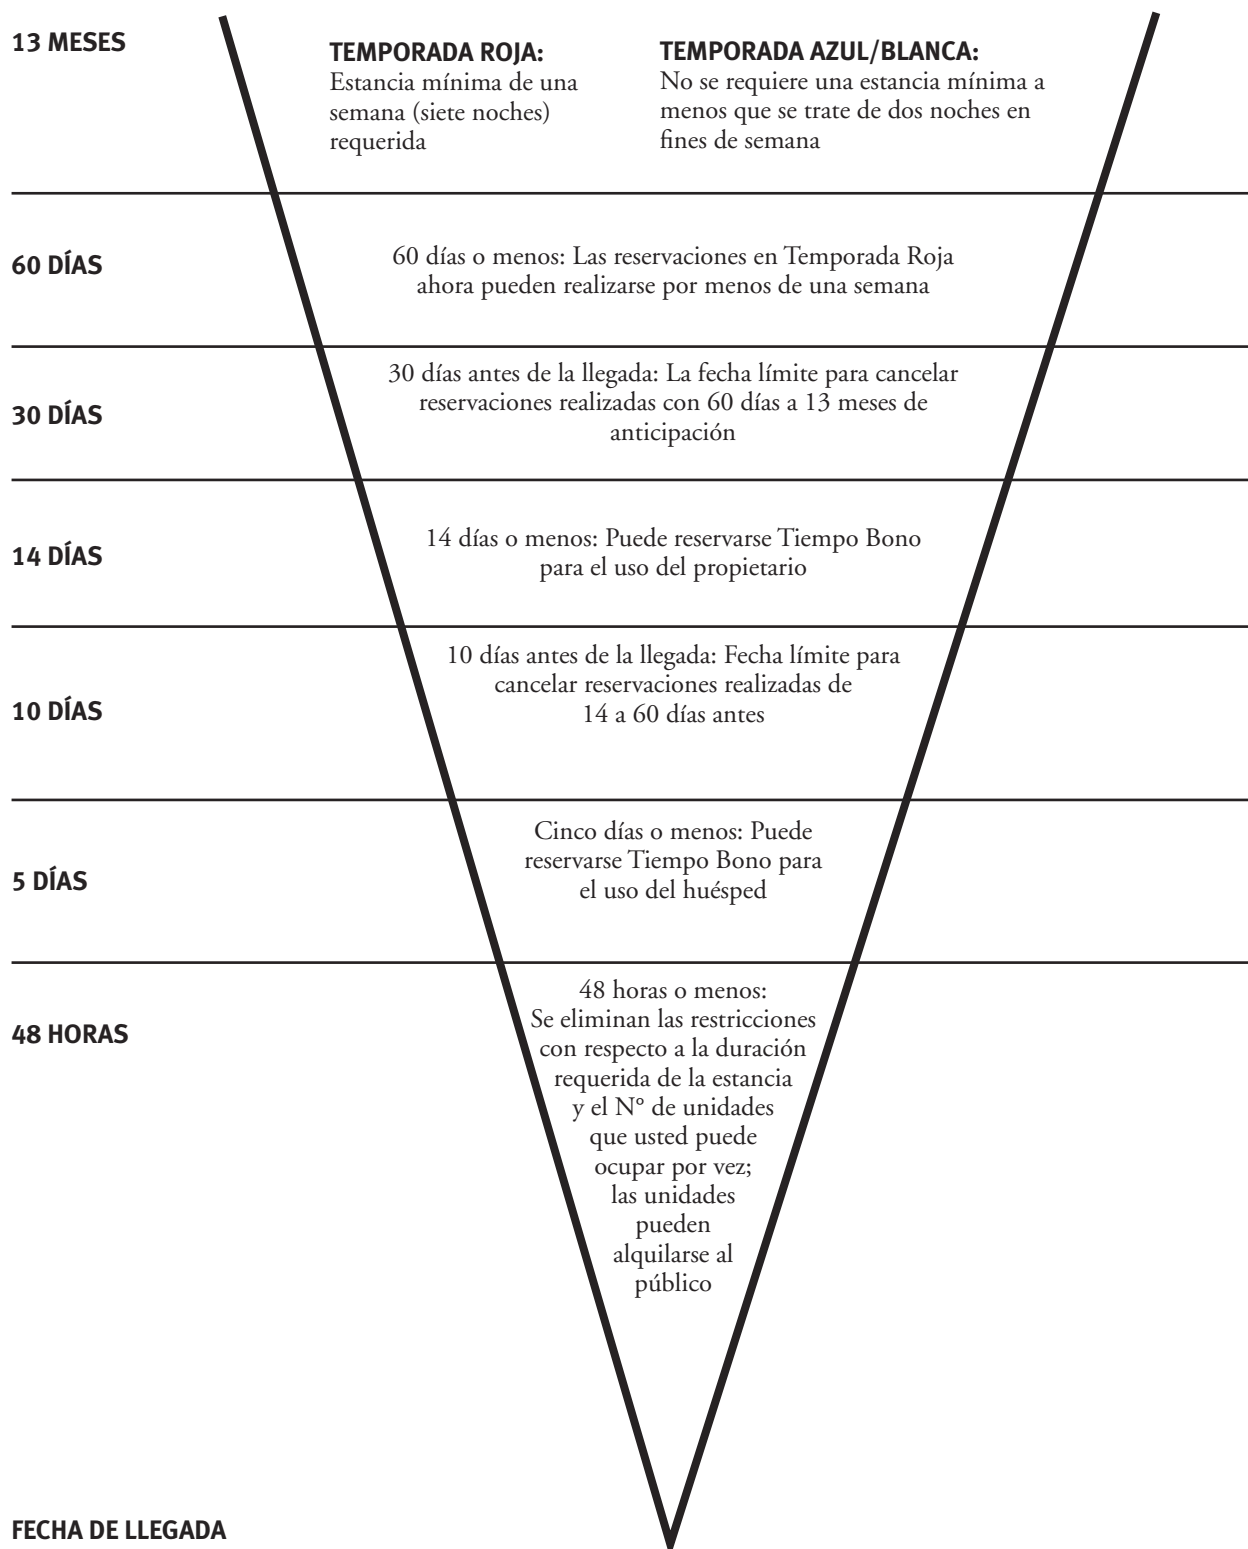 13 MESES
TEMPORADA ROJA:
Estancia mínima de una
semana (siete noches)
requerida
TEMPORADA AZUL/BLANCA:
No se requiere una estancia mínima a
menos que se trate de dos noches en
fines de semana
60 DÍAS
60 días o menos: Las reservaciones en Temporada Roja
ahora pueden realizarse por menos de una semana
30 DÍAS
30 días antes de la llegada: La fecha límite para cancelar
reservaciones realizadas con 60 días a 13 meses de
anticipación
14 DÍAS
14 días o menos: Puede reservarse Tiempo Bono
para el uso del propietario
10 DÍAS
10 días antes de la llegada: Fecha límite para
cancelar reservaciones realizadas de
14 a 60 días antes
5 DÍAS
Cinco días o menos: Puede
reservarse Tiempo Bono para
el uso del huésped
48 HORAS
48 horas o menos:
Se eliminan las restricciones
con respecto a la duración
requerida de la estancia
y el N° de unidades
que usted puede
ocupar por vez;
las unidades
pueden
alquilarse al
público
FECHA DE LLEGADA